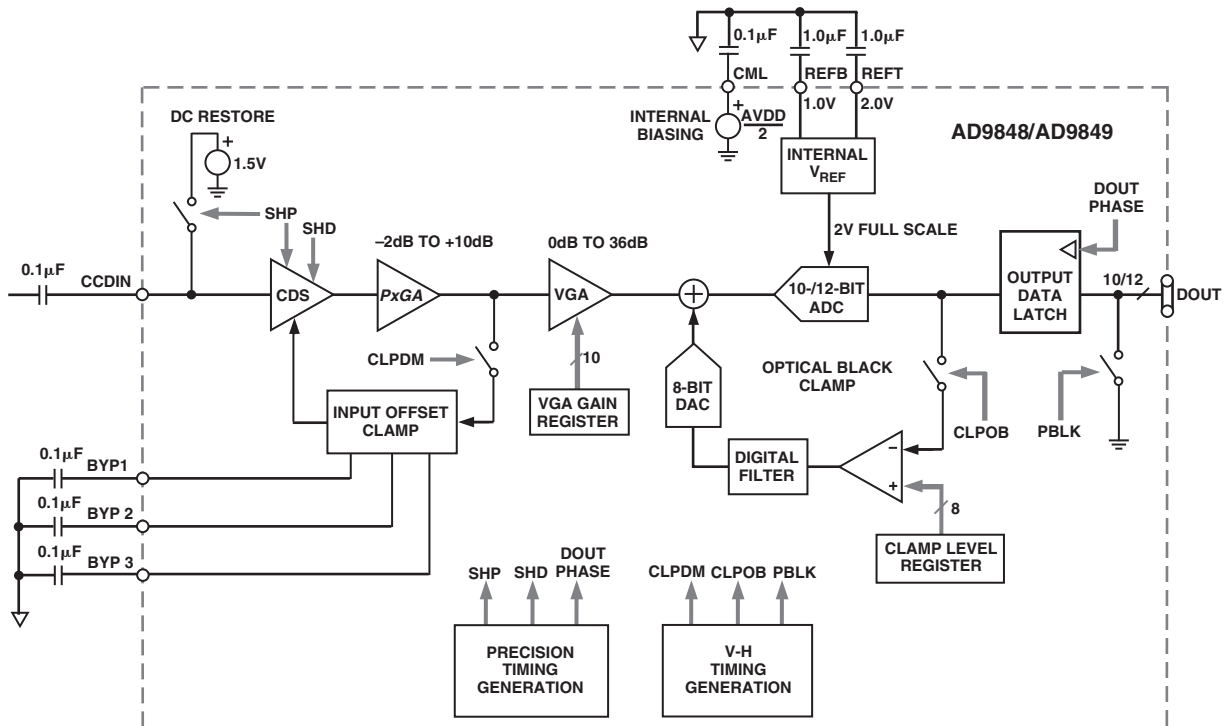 0.1μF
1.0μF
1.0μF
CML
REFB
REFT
1.0V
2.0V
DC RESTORE
+
1.5V
INTERNAL
BIASING
+
AVDD
2
INTERNAL
VREF
AD9848/AD9849
SHP
SHD
–2dB TO +10dB
0dB TO 36dB
2V FULL SCALE
DOUT
PHASE
0.1μF
CCDIN
CDS
PxGA
VGA
+
10-/12-BIT
ADC
OUTPUT
DATA
LATCH
10/12
DOUT
CLPDM
10
8-BIT
DAC
OPTICAL BLACK
CLAMP
INPUT OFFSET
CLAMP
VGA GAIN
REGISTER
CLPOB
PBLK
DIGITAL
FILTER
–
+
8
0.1μF
BYP1
0.1μF
BYP 2
0.1μF
BYP 3
CLAMP LEVEL
REGISTER
SHP
SHD
DOUT
PHASE
CLPDM
CLPOB
PBLK
PRECISION
TIMING
GENERATION
V-H
TIMING
GENERATION